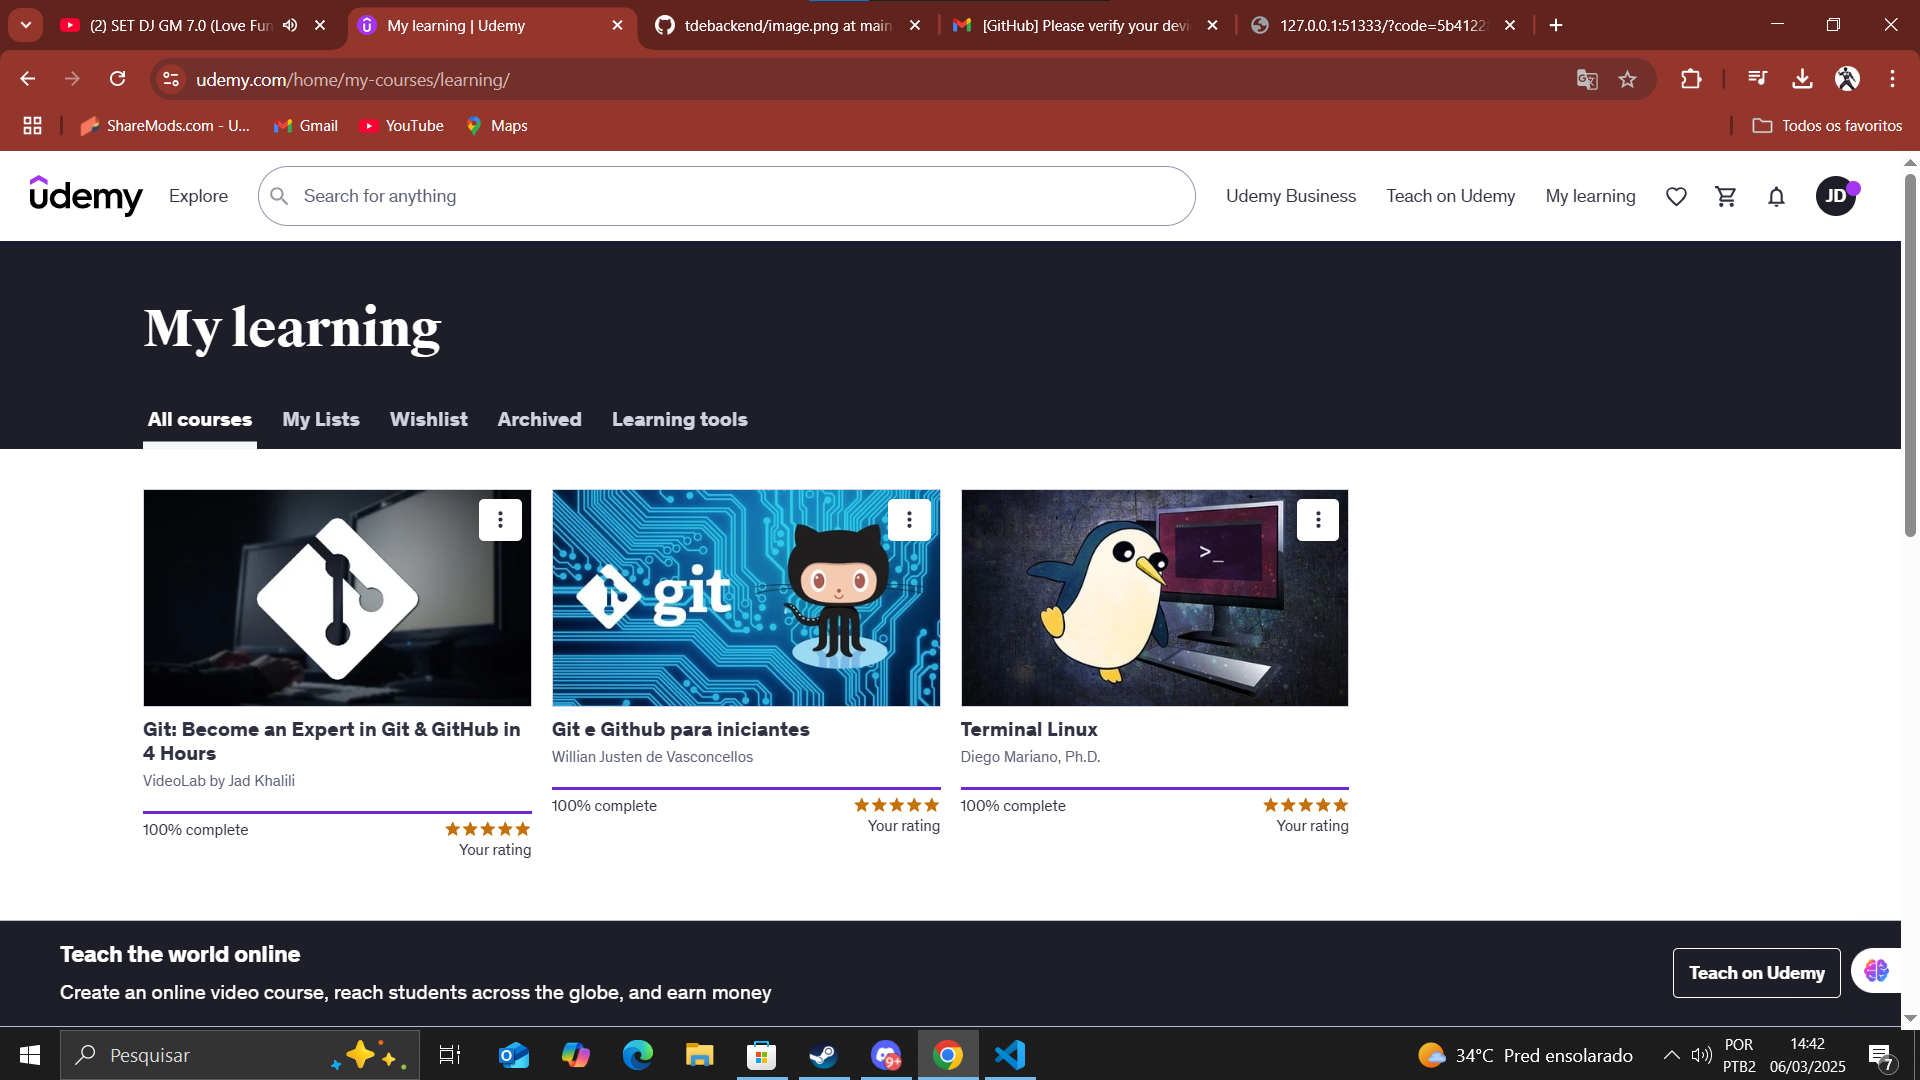 (2) SET DJ GM 7.0 (Love Fun
My learning | Udemy
tdebackend/image.png at main
[GitHub] Please verify your devi
127.0.0.1:51333/?code=5b4122
udemy.com/home/my-courses/learning/
ShareMods.com - U...
Gmail
YouTube
Maps
Todos os favoritos
udemy
Explore
Search for anything
Udemy Business
Teach on Udemy
My learning
JD
My learning
All courses
My Lists
Wishlist
Archived
Learning tools
git
>_
Git: Become an Expert in Git & GitHub in
4 Hours
VideoLab by Jad Khalili
100% complete
Your rating
Git e Github para iniciantes
Willian Justen de Vasconcellos
100% complete
Your rating
Terminal Linux
Diego Mariano, Ph.D.
100% complete
Your rating
Teach the world online
Create an online video course, reach students across the globe, and earn money
Teach on Udemy
Pesquisar
9+
34°C Pred ensolarado
POR
PTB2
14:42
06/03/2025
7